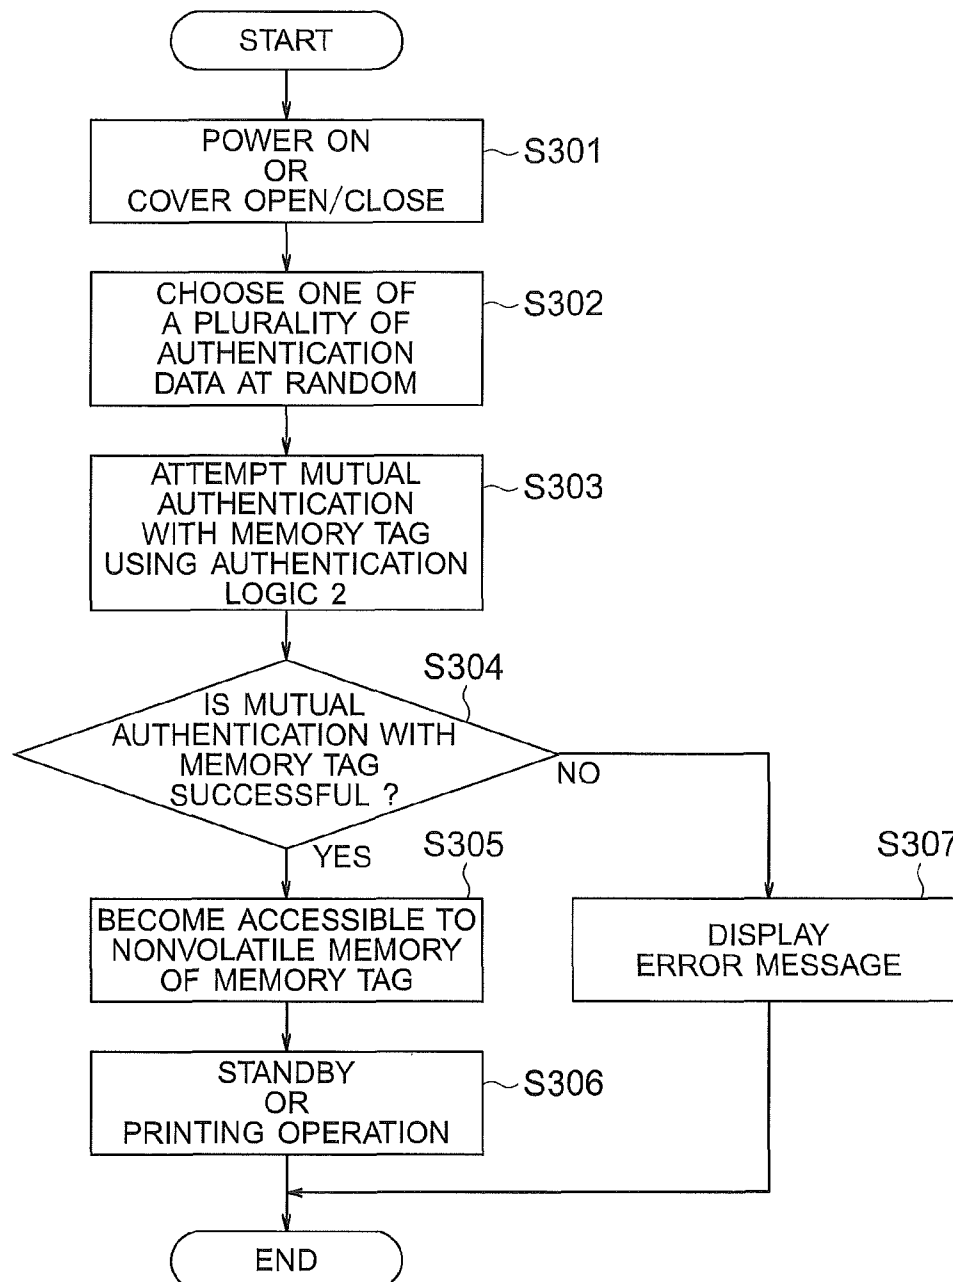 START
POWER ON
OR
COVER OPEN/CLOSE
S301
CHOOSE ONE OF
A PLURALITY OF
AUTHENTICATION
DATA AT RANDOM
S302
ATTEMPT MUTUAL
AUTHENTICATION
WITH MEMORY TAG
USING AUTHENTICATION
LOGIC 2
S303
S304
IS MUTUAL
AUTHENTICATION WITH
MEMORY TAG
SUCCESSFUL ?
NO
YES
S305
BECOME ACCESSIBLE TO
NONVOLATILE MEMORY
OF MEMORY TAG
S307
DISPLAY
ERROR MESSAGE
STANDBY
OR
PRINTING OPERATION
S306
END